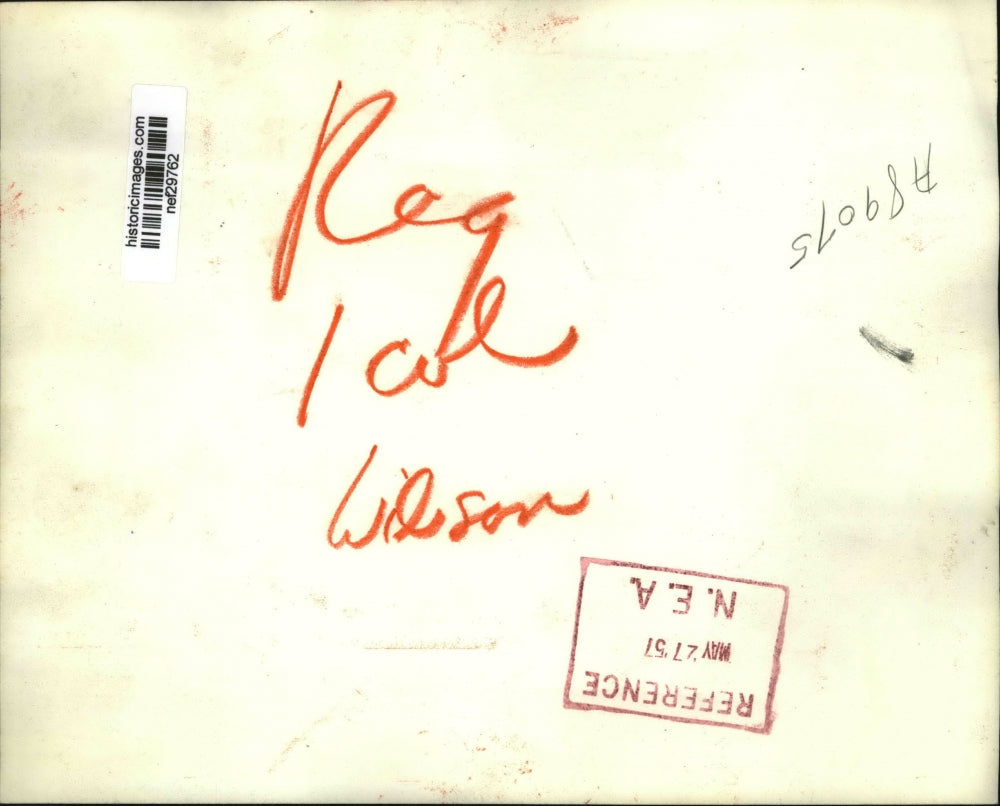 historicimages.com
nef29762
A89075
Reg
1 col
Wilson
REFERENCE
MAY 27 '57
N. E. A.